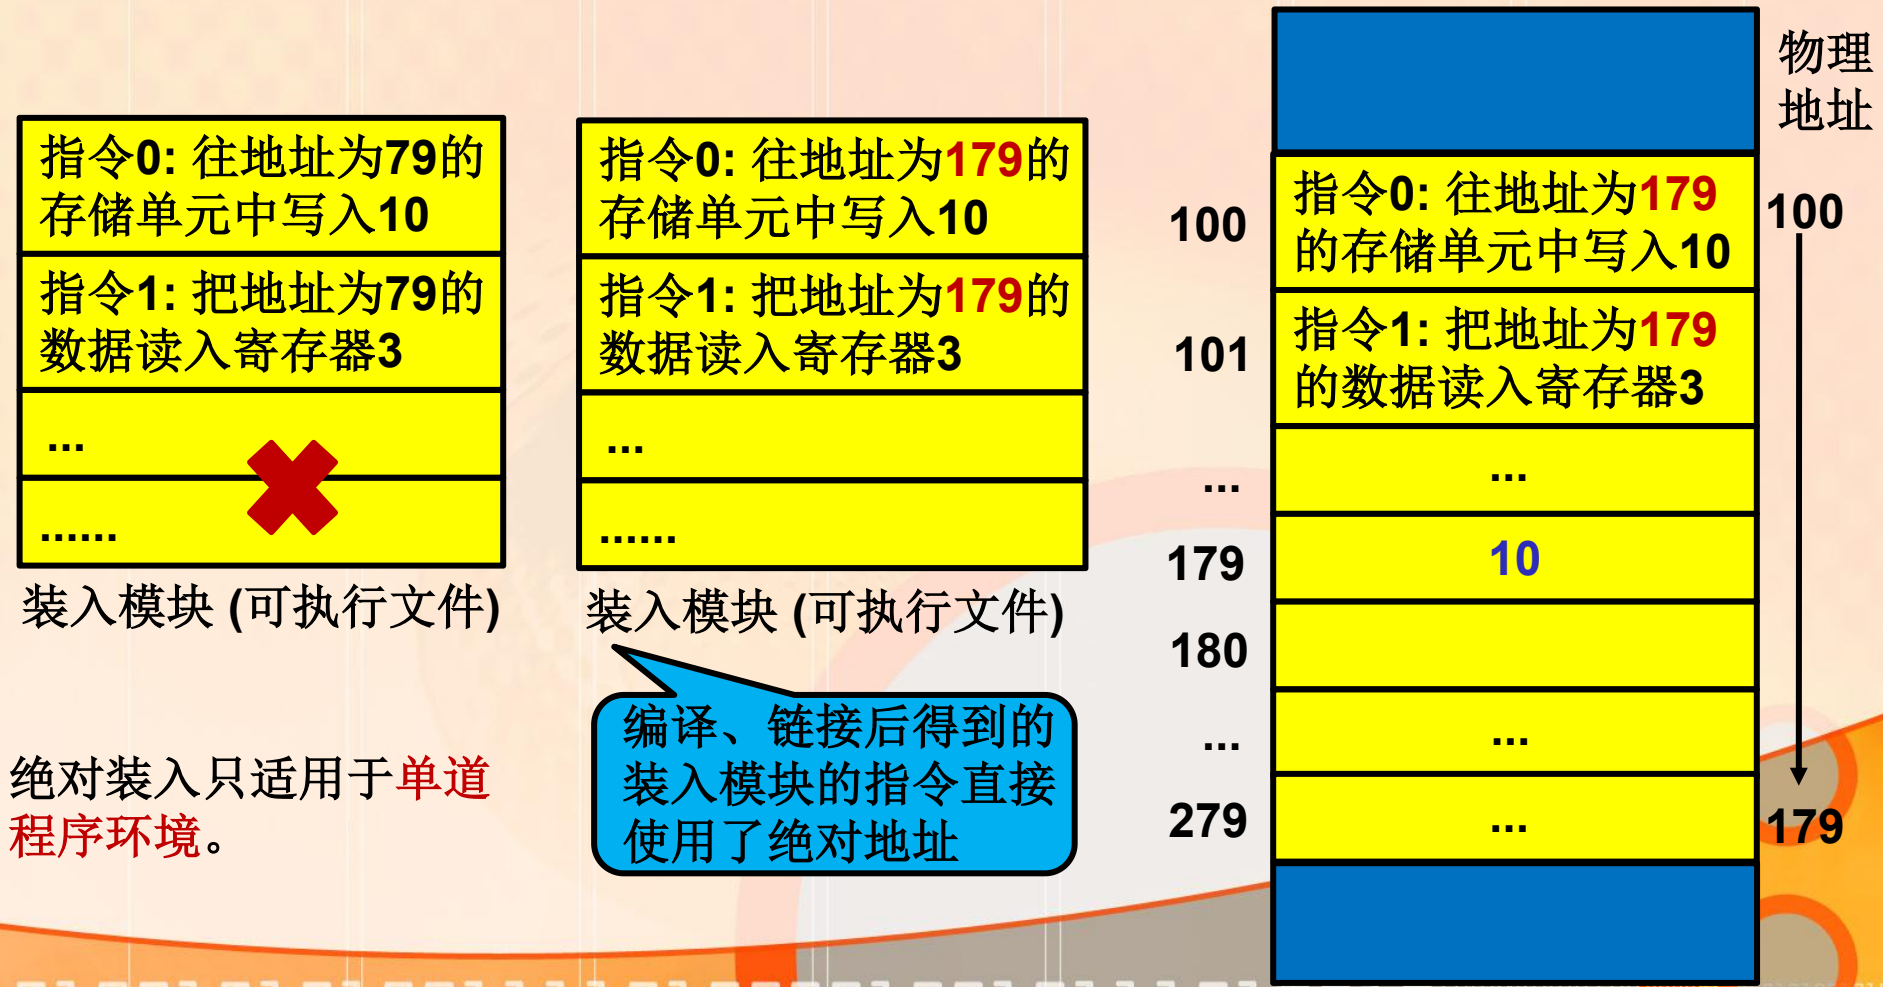 指令0: 往地址为79的
存储单元中写入10
指令1: 把地址为79的
数据读入寄存器3
...
......
装入模块 (可执行文件)
绝对装入只适用于单道
程序环境。
指令0: 往地址为179的
存储单元中写入10
指令1: 把地址为179的
数据读入寄存器3
...
......
装入模块 (可执行文件)
编译、链接后得到的
装入模块的指令直接
使用了绝对地址
100
101
...
179
180
...
279
指令0: 往地址为179
的存储单元中写入10
指令1: 把地址为179
的数据读入寄存器3
...
10
...
...
物理
地址
100
179